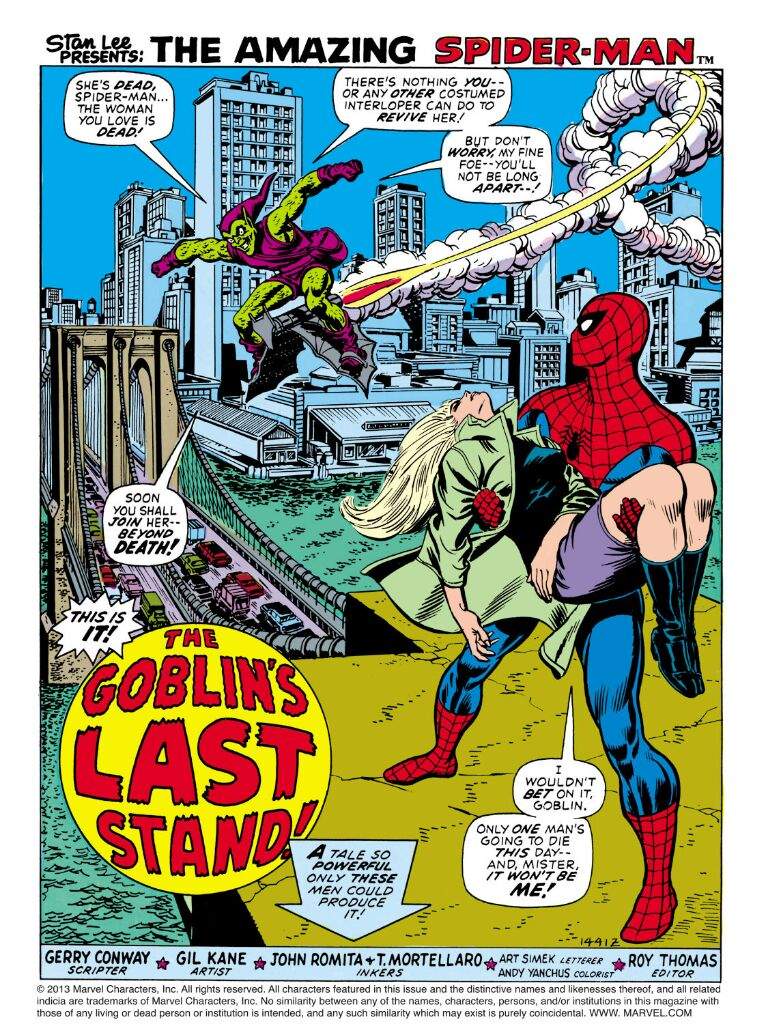 Stan Lee
PRESENTS: THE AMAZING SPIDER-MAN™
SHE'S DEAD,
SPIDER-MAN...
THE WOMAN
YOU LOVE IS
DEAD!
THERE'S NOTHING YOU--
OR ANY OTHER COSTUMED
INTERLOPER CAN DO TO
REVIVE HER!
BUT DON'T
WORRY, MY FINE
FOE--YOU'LL
NOT BE LONG
APART--!
SOON
YOU SHALL
JOIN HER--
BEYOND
DEATH!
THIS IS
IT!
THE
GOBLIN'S
LAST
STAND!
I
WOULDN'T
BET ON IT,
GOBLIN.
ONLY ONE MAN'S
GOING TO DIE
THIS DAY--
AND, MISTER,
IT WON'T BE
ME!
A TALE SO
POWERFUL
ONLY THESE
MEN COULD
PRODUCE
IT!
1441Z
GERRY CONWAY ★ GIL KANE ★ JOHN ROMITA + T. MORTELLARO ★ ART SIMEK LETTERER ★ ROY THOMAS
SCRIPTER ARTIST INKERS ANDY YANCHUS COLORIST EDITOR
© 2013 Marvel Characters, Inc. All rights reserved. All characters featured in this issue and the distinctive names and likenesses thereof, and all related
indicia are trademarks of Marvel Characters, Inc. No similarity between any of the names, characters, persons, and/or institutions in this magazine with
those of any living or dead person or institution is intended, and any such similarity which may exist is purely coincidental. WWW. MARVEL.COM